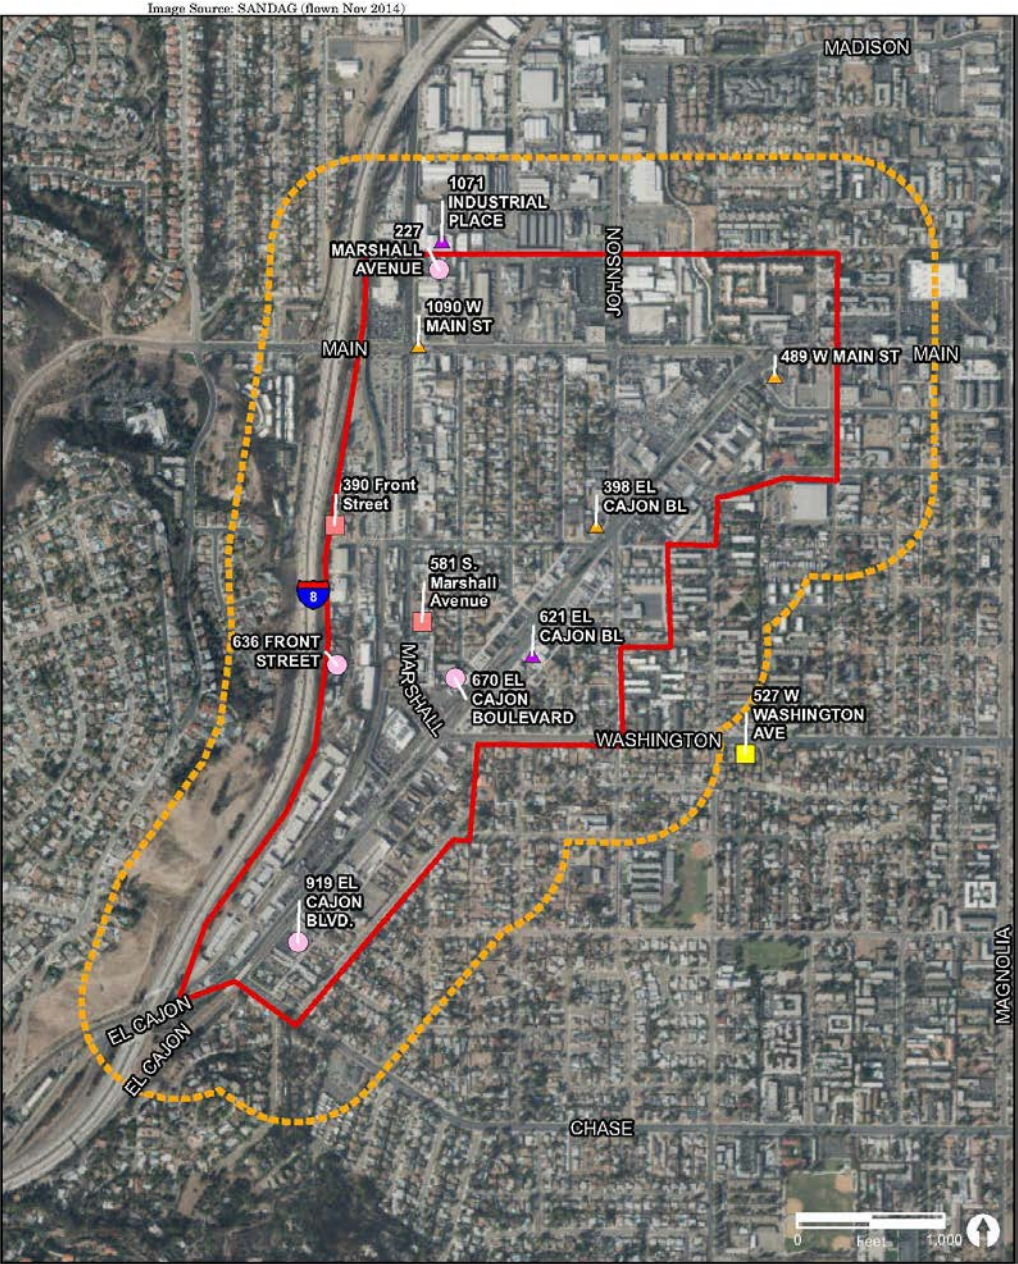 Image Source: SANDAG (flown Nov 2014)
MADISON
1071
INDUSTRIAL
PLACE
227
MARSHALL
AVENUE
JOHNSON
1090 W
MAIN ST
MAIN
489 W MAIN ST
MAIN
390 Front
Street
398 EL
CAJON BL
581 S.
Marshall
Avenue
8
621 EL
CAJON BL
636 FRONT
STREET
MARSHALL
670 EL
CAJON
BOULEVARD
527 W
WASHINGTON
AVE
WASHINGTON
919 EL
CAJON
BLVD.
MAGNOLIA
EL CAJON
EL CAJON
CHASE
0 Feet 1,000